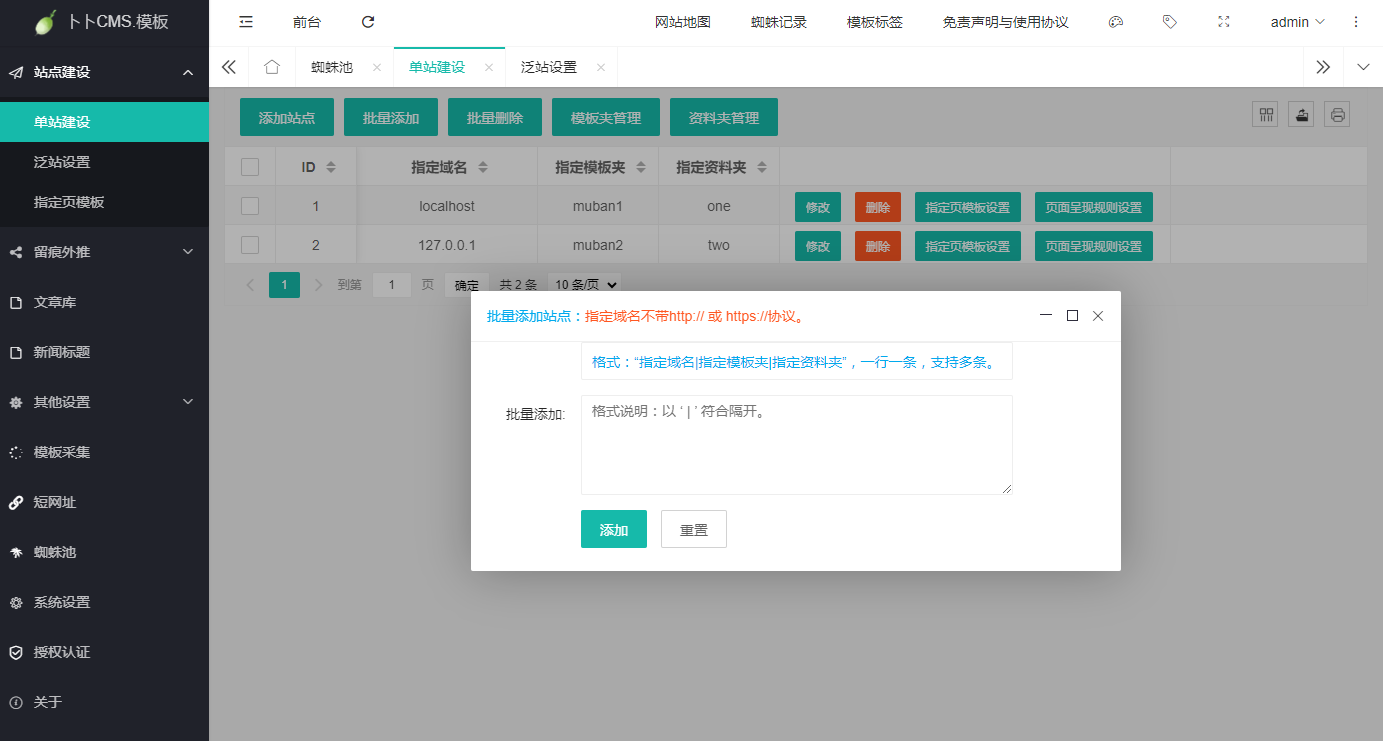 卜卜CMS.模板
前台
网站地图 蜘蛛记录 模板标签 免责声明与使用协议 admin
蜘蛛池 单站建设 泛站设置
站点建设
单站建设
泛站设置
指定页模板
留痕外推
文章库
新闻标题
其他设置
模板采集
短网址
蜘蛛池
系统设置
授权认证
关于
添加站点 批量添加 批量删除 模板夹管理 资料夹管理
ID 指定域名 指定模板夹 指定资料夹
1 localhost muban1 one 修改 删除 指定页模板设置 页面呈现规则设置
2 127.0.0.1 muban2 two 修改 删除 指定页模板设置 页面呈现规则设置
1 到第 1 页 确定 共 2 条 10 条/页
批量添加站点：指定域名不带http:// 或 https://协议。
格式：“指定域名|指定模板夹|指定资料夹”，一行一条，支持多条。
批量添加:
格式说明：以 ‘ | ’ 符合隔开。
添加 重置